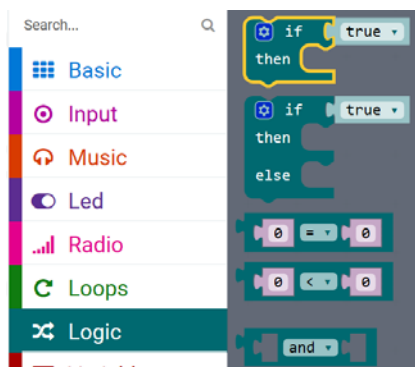 Search...
Basic
Input
Music
Led
Radio
Loops
Logic
if true
then
if true
then
else
0 = 0
0 < 0
and